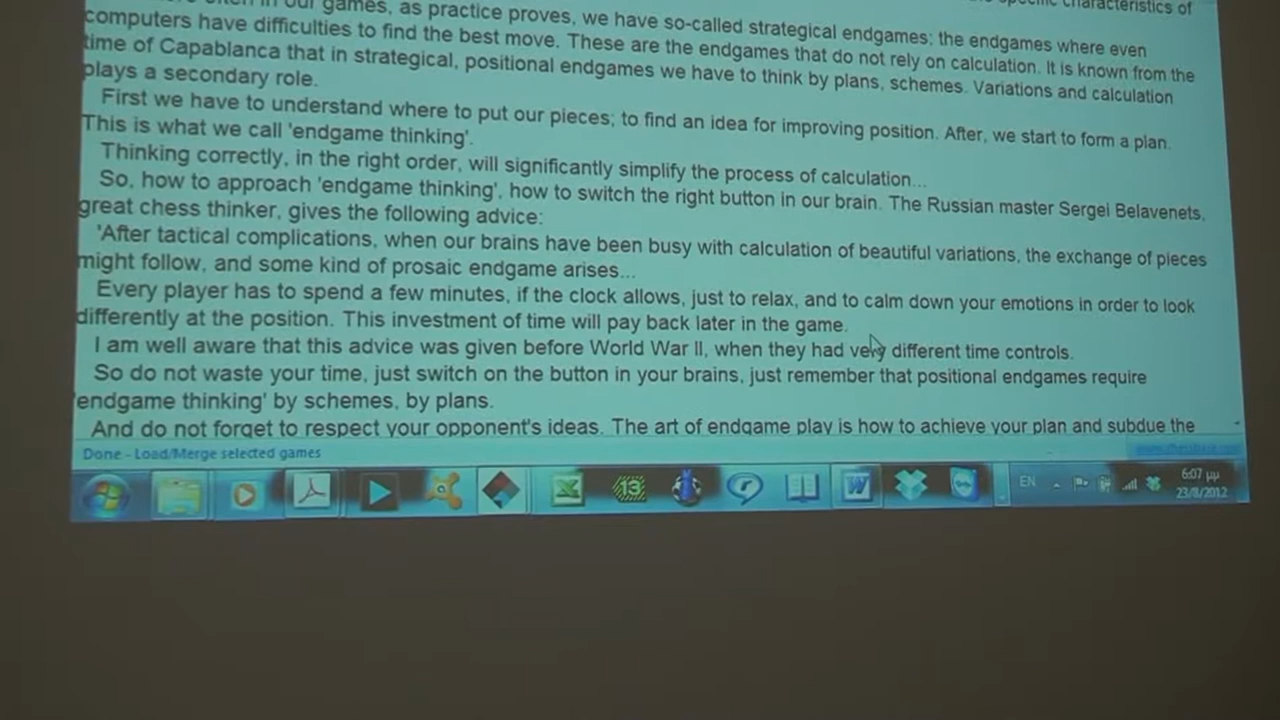 often in our games, as practice proves, we have so-called strategical endgames; the endgames where even
specific characteristics of
computers have difficulties to find the best move. These are the endgames that do not rely on calculation. It is known from the
time of Capablanca that in strategical, positional endgames we have to think by plans, schemes. Variations and calculation
plays a secondary role.
First we have to understand where to put our pieces; to find an idea for improving position. After, we start to form a plan.
This is what we call 'endgame thinking'.
Thinking correctly, in the right order, will significantly simplify the process of calculation...
So, how to approach 'endgame thinking', how to switch the right button in our brain. The Russian master Sergei Belavenets,
great chess thinker, gives the following advice:
'After tactical complications, when our brains have been busy with calculation of beautiful variations, the exchange of pieces
might follow, and some kind of prosaic endgame arises...
Every player has to spend a few minutes, if the clock allows, just to relax, and to calm down your emotions in order to look
differently at the position. This investment of time will pay back later in the game.
I am well aware that this advice was given before World War II, when they had very different time controls.
So do not waste your time, just switch on the button in your brains, just remember that positional endgames require
'endgame thinking' by schemes, by plans.
And do not forget to respect your opponent's ideas. The art of endgame play is how to achieve your plan and subdue the
Done - Load/Merge selected games
13
EN
6:07 μμ
23/8/2012